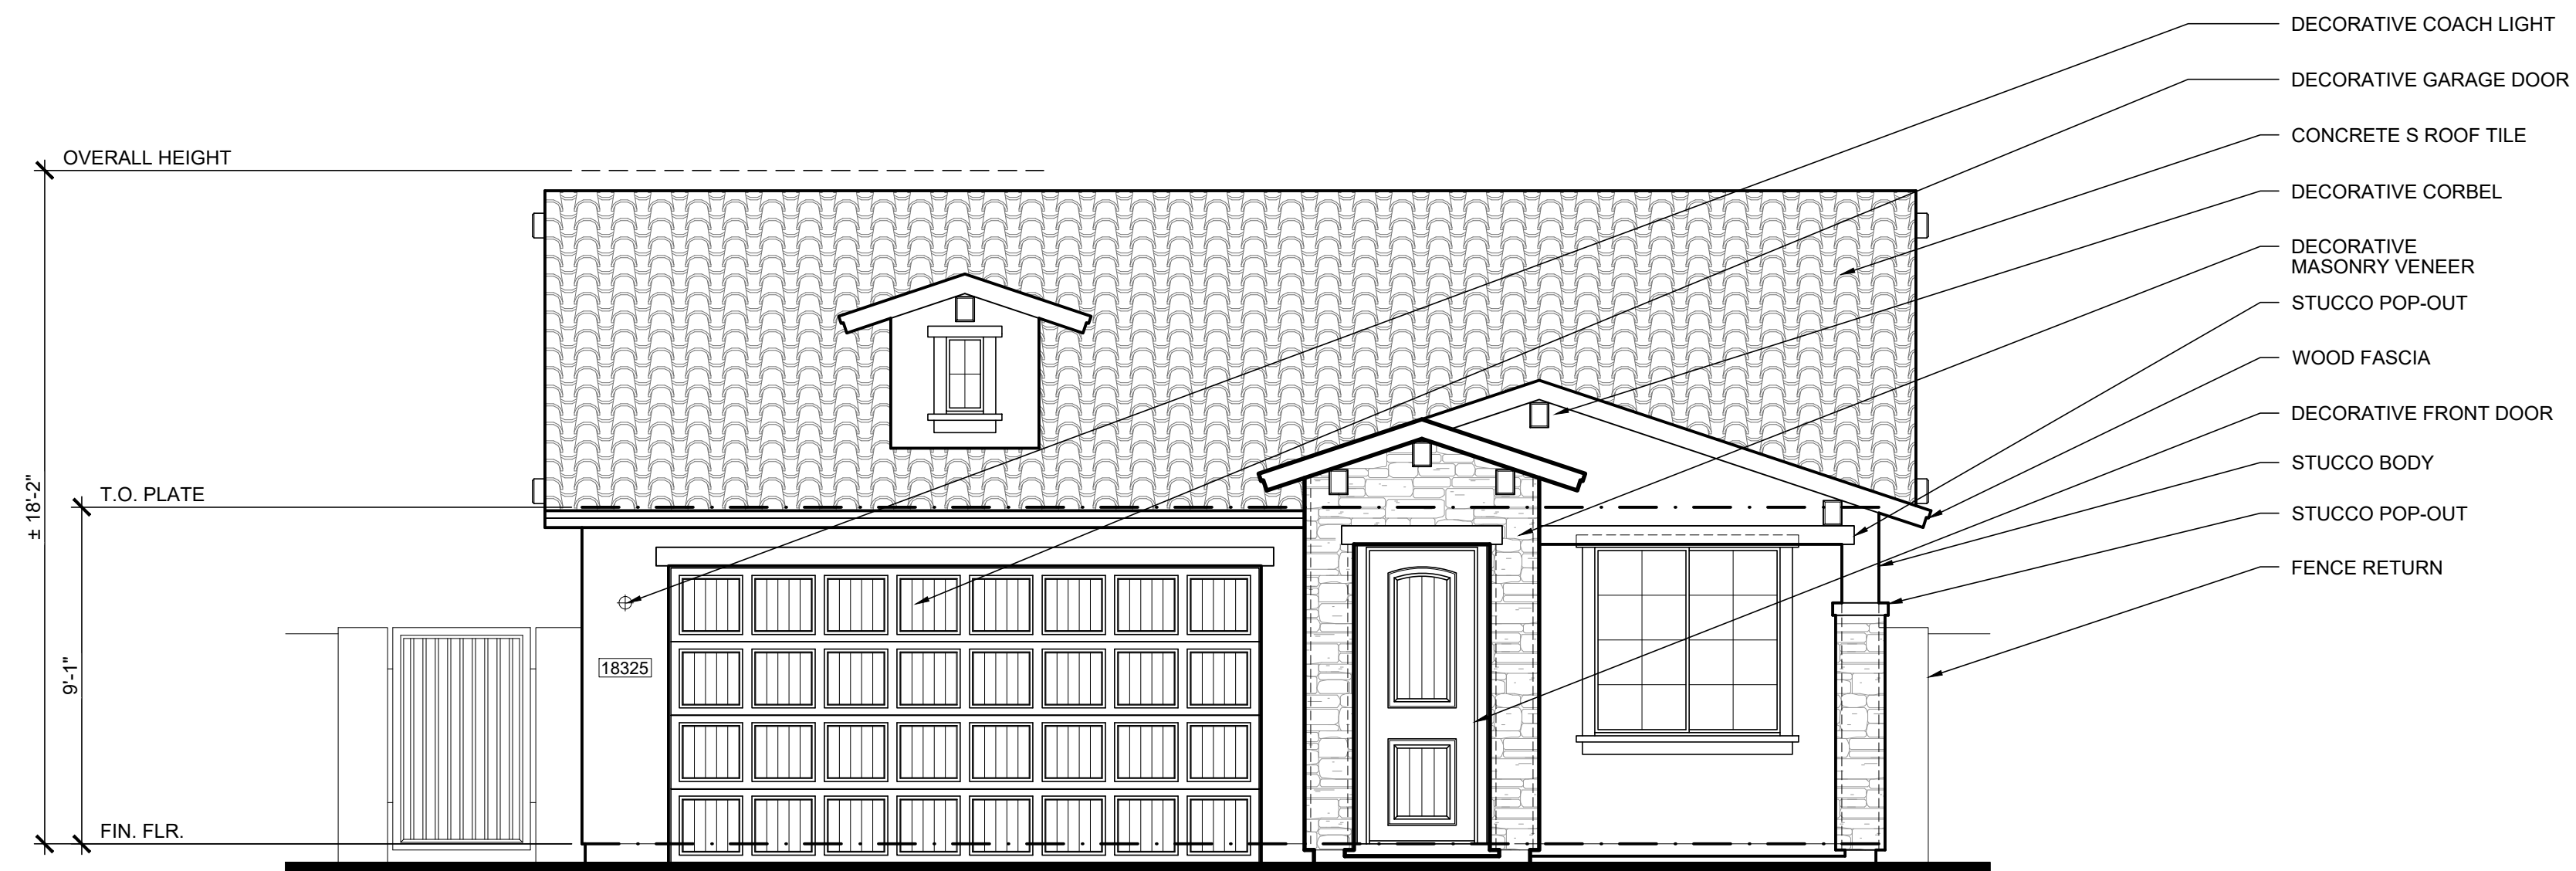 DECORATIVE COACH LIGHT
DECORATIVE GARAGE DOOR
CONCRETE S ROOF TILE
OVERALL HEIGHT
DECORATIVE CORBEL
DECORATIVE
MASONRY VENEER
STUCCO POP-OUT
WOOD FASCIA
DECORATIVE FRONT DOOR
STUCCO BODY
T.O. PLATE
± 18'-2"
STUCCO POP-OUT
FENCE RETURN
18325
9'-1"
FIN. FLR.